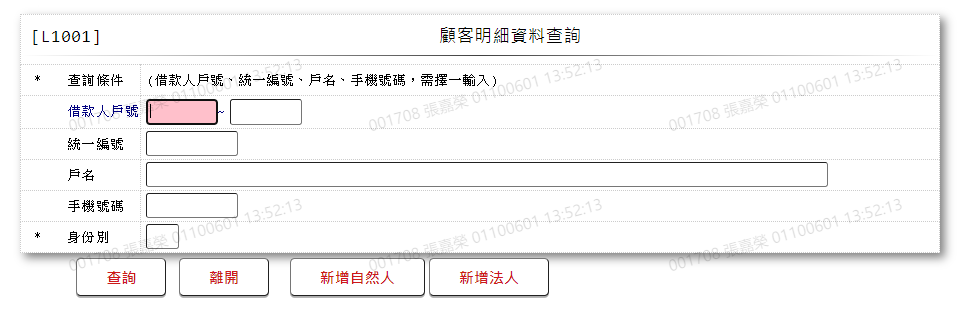 [L1001] 顧客明細資料查詢
* 查詢條件 (借款人戶號、統一編號、戶名、手機號碼，需擇一輸入)
借款人戶號 ~
統一編號
戶名
手機號碼
* 身份別
查詢 離開 新增自然人 新增法人
001708 張嘉榮 01100601 13:52:13
001708 張嘉榮 01100601 13:52:13
001708 張嘉榮 01100601 13:52:13
001708 張嘉榮 01100601 13:52:13
001708 張嘉榮 01100601 13:52:13
001708 張嘉榮 01100601 13:52:13